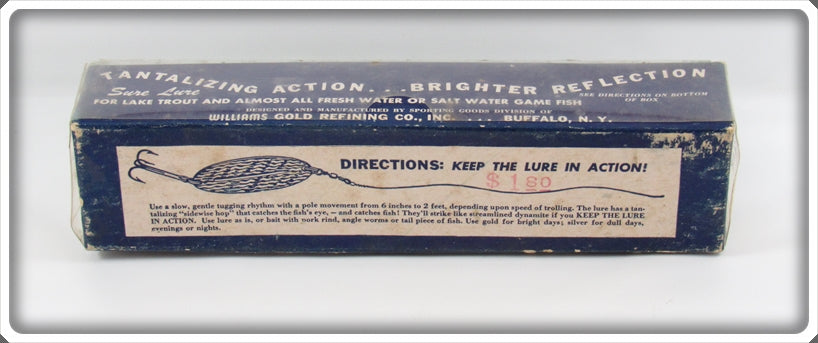 TANTALIZING ACTION... BRIGHTER REFLECTION
Sure Lure
SEE DIRECTIONS ON BOTTOM
OF BOX
FOR LAKE TROUT AND ALMOST ALL FRESH WATER OR SALT WATER GAME FISH
DESIGNED AND MANUFACTURED BY SPORTING GOODS DIVISION OF
WILLIAMS GOLD REFINING CO., INC. .... BUFFALO, N. Y.
DIRECTIONS: KEEP THE LURE IN ACTION!
$1.80
Use a slow, gentle tugging rhythm with a pole movement from 6 inches to 2 feet, depending upon speed of trolling. The lure has a tan-
talizing "sidewise hop" that catches the fish's eye, — and catches fish! They'll strike like streamlined dynamite if you KEEP THE LURE
IN ACTION. Use lure as is, or bait with pork rind, angle worms or tail piece of fish. Use gold for bright days; silver for dull days,
evenings or nights.